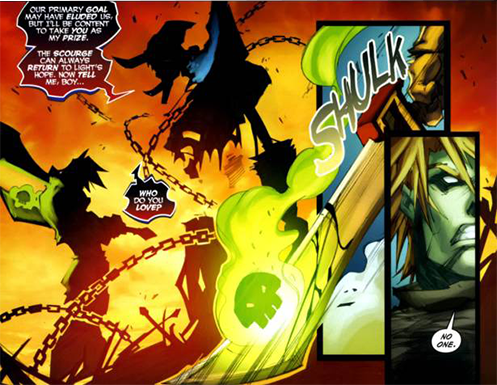 OUR PRIMARY GOAL
MAY HAVE ELUDED US,
BUT I'LL BE CONTENT
TO TAKE YOU AS
MY PRIZE.
THE SCOURGE
CAN ALWAYS
RETURN TO LIGHT'S
HOPE. NOW TELL
ME, BOY...
WHO
DO YOU
LOVE?
SHULK
NO
ONE.